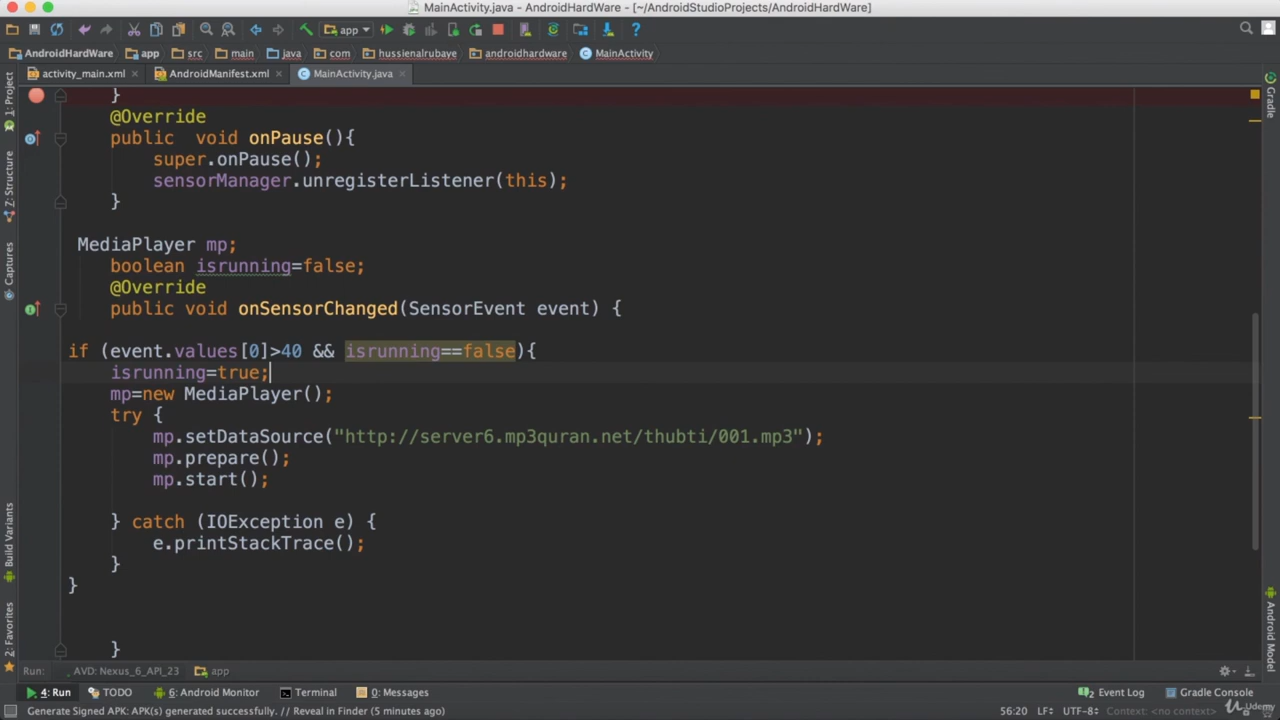 MainActivity.java - AndroidHardWare - [~/AndroidStudioProjects/AndroidHardWare]
app
AndroidHardWare app src main java com hussienalrubaye androidhardware MainActivity
activity_main.xml AndroidManifest.xml MainActivity.java
1: Project
Z: Structure
Captures
Build Variants
2: Favorites
}
@Override
public void onPause(){
super.onPause();
sensorManager.unregisterListener(this);
}
MediaPlayer mp;
boolean isrunning=false;
@Override
public void onSensorChanged(SensorEvent event) {
if (event.values[0]>40 && isrunning==false){
isrunning=true;
mp=new MediaPlayer();
try {
mp.setDataSource("http://server6.mp3quran.net/thubti/001.mp3");
mp.prepare();
mp.start();
} catch (IOException e) {
e.printStackTrace();
}
}
}
Gradle
Android Model
Run: AVD: Nexus_6_API_23 app
4: Run TODO 6: Android Monitor Terminal 0: Messages Event Log Gradle Console
Generate Signed APK: APK(s) generated successfully. // Reveal in Finder (5 minutes ago) 56:20 LF÷ UTF-8÷ Context: <no context>
Udemy